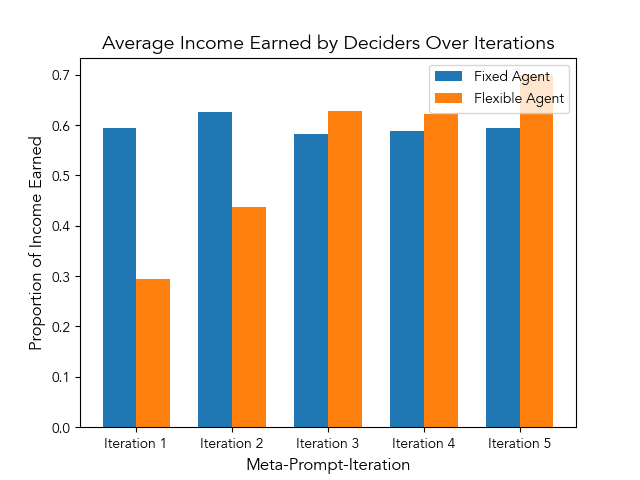 Average Income Earned by Deciders Over Iterations
Fixed Agent
Flexible Agent
Proportion of Income Earned
0.7
0.6
0.5
0.4
0.3
0.2
0.1
0.0
Iteration 1
Iteration 2
Iteration 3
Iteration 4
Iteration 5
Meta-Prompt-Iteration